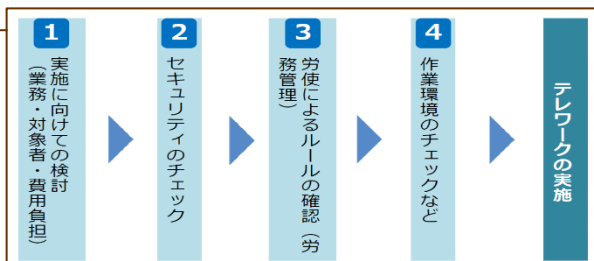 1
実施に向けての検討
（業務・対象者・費用負担）
2
セキュリティのチェック
3
労使によるルールの確認（労
務管理）
4
作業環境のチェックなど
テレワークの実施